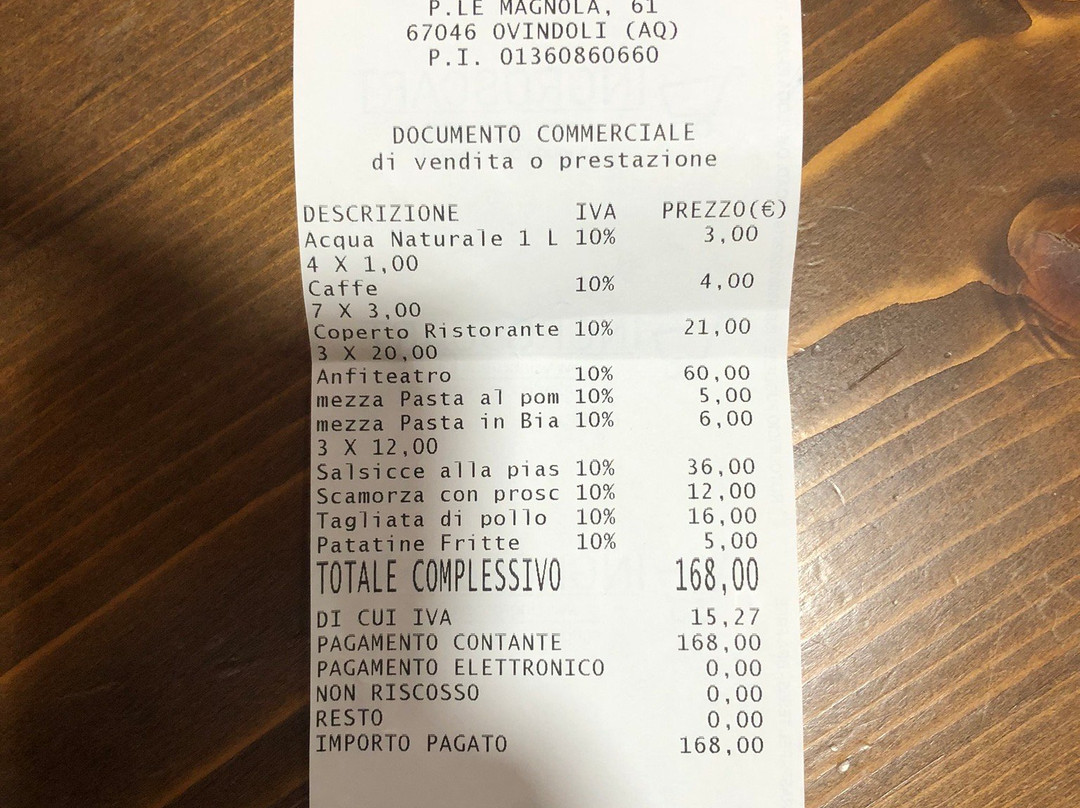 P.LE MAGNOLA, 61
67046 OVINDOLI (AQ)
P.I. 01360860660
DOCUMENTO COMMERCIALE
di vendita o prestazione
DESCRIZIONE IVA PREZZO(€)
Acqua Naturale 1 L 10% 3,00
4 X 1,00
Caffe 10% 4,00
7 X 3,00
Coperto Ristorante 10% 21,00
3 X 20,00
Anfiteatro 10% 60,00
mezza Pasta al pom 10% 5,00
mezza Pasta in Bia 10% 6,00
3 X 12,00
Salsicce alla pias 10% 36,00
Scamorza con prosc 10% 12,00
Tagliata di pollo 10% 16,00
Patatine Fritte 10% 5,00
TOTALE COMPLESSIVO 168,00
DI CUI IVA 15,27
PAGAMENTO CONTANTE 168,00
PAGAMENTO ELETTRONICO 0,00
NON RISCOSSO 0,00
RESTO 0,00
IMPORTO PAGATO 168,00